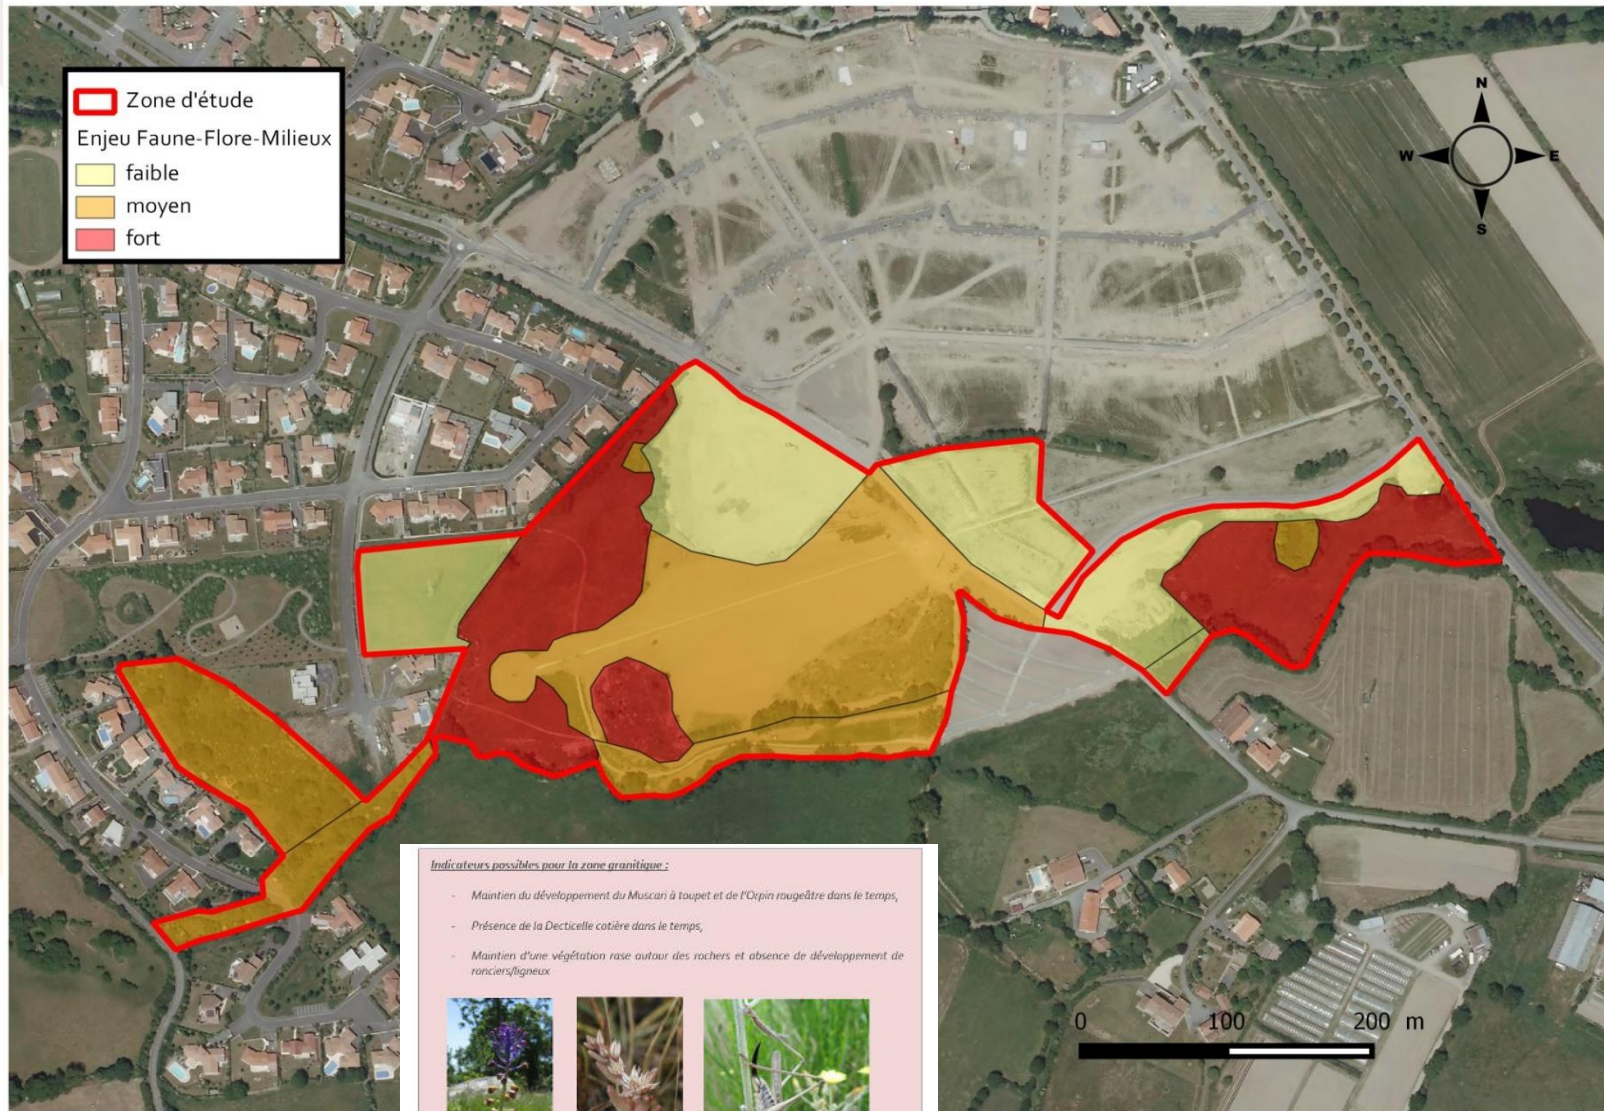 Zone d'étude
Enjeu Faune-Flore-Milieux
faible
moyen
fort
N
W
E
S
Indicateurs possibles pour la zone granitique :
- Maintien du développement du Muscari à toupet et de l'Orpin rougeâtre dans le temps,
- Présence de la Decticelle cotière dans le temps,
- Maintien d'une végétation rase autour des rochers et absence de développement de
ronciers/ligneux
0 100 200 m